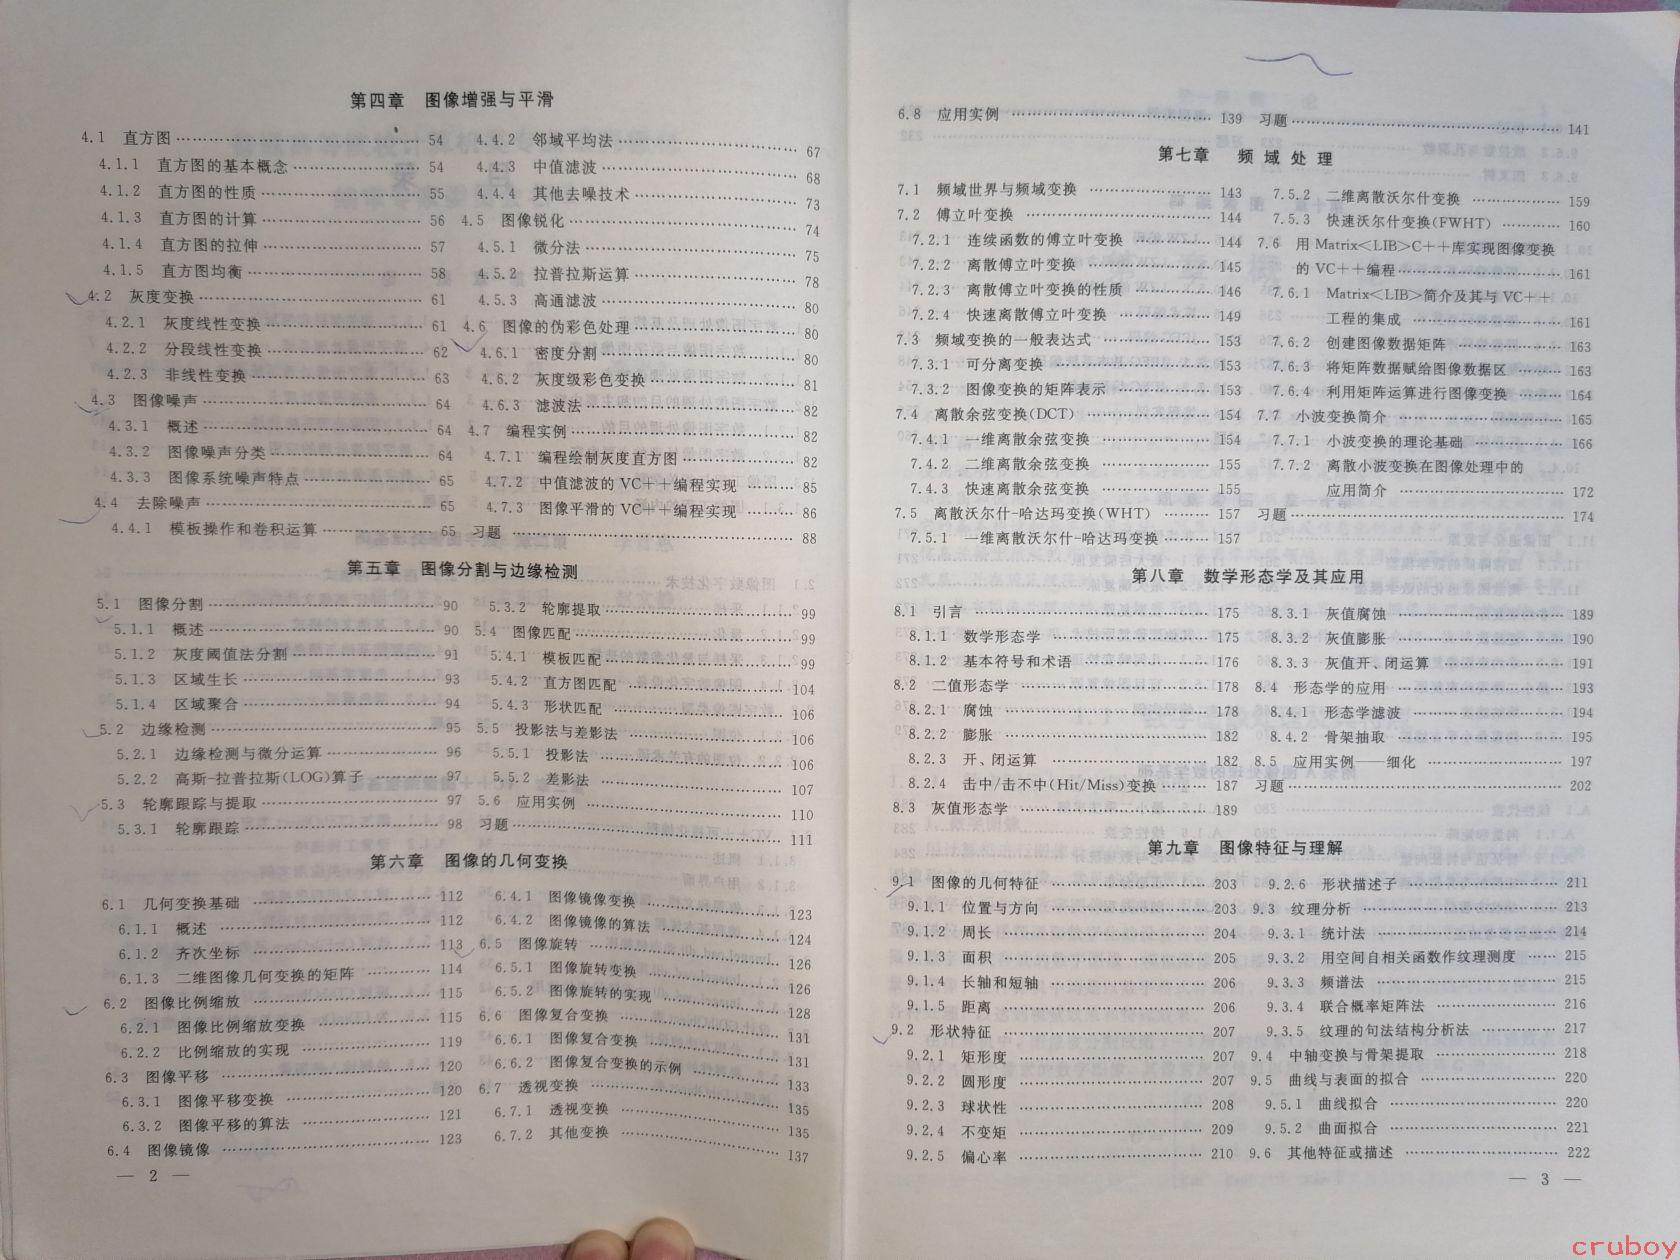 第四章 图像增强与平滑
4.1 直方图 …… 54
4.1.1 直方图的基本概念 …… 54
4.1.2 直方图的性质 …… 55
4.1.3 直方图的计算 …… 56
4.1.4 直方图的拉伸 …… 57
4.1.5 直方图均衡 …… 58
4.2 灰度变换 …… 61
4.2.1 灰度线性变换 …… 61
4.2.2 分段线性变换 …… 62
4.2.3 非线性变换 …… 63
4.3 图像噪声 …… 64
4.3.1 概述 …… 64
4.3.2 图像噪声分类 …… 64
4.3.3 图像系统噪声特点 …… 65
4.4 去除噪声 …… 65
4.4.1 模板操作和卷积运算 …… 65
4.4.2 邻域平均法 …… 67
4.4.3 中值滤波 …… 68
4.4.4 其他去噪技术 …… 73
4.5 图像锐化 …… 74
4.5.1 微分法 …… 75
4.5.2 拉普拉斯运算 …… 78
4.5.3 高通滤波 …… 80
4.6 图像的伪彩色处理 …… 80
4.6.1 密度分割 …… 80
4.6.2 灰度级彩色变换 …… 81
4.6.3 滤波法 …… 82
4.7 编程实例 …… 82
4.7.1 编程绘制灰度直方图 …… 82
4.7.2 中值滤波的VC++编程实现 …… 85
4.7.3 图像平滑的VC++编程实现 …… 86
习题 …… 88
第五章 图像分割与边缘检测
5.1 图像分割 …… 90
5.1.1 概述 …… 90
5.1.2 灰度阈值法分割 …… 91
5.1.3 区域生长 …… 93
5.1.4 区域聚合 …… 94
5.2 边缘检测 …… 95
5.2.1 边缘检测与微分运算 …… 96
5.2.2 高斯-拉普拉斯(LOG)算子 …… 97
5.3 轮廓跟踪与提取 …… 97
5.3.1 轮廓跟踪 …… 98
5.3.2 轮廓提取 …… 99
5.4 图像匹配 …… 99
5.4.1 模板匹配 …… 99
5.4.2 直方图匹配 …… 104
5.4.3 形状匹配 …… 106
5.5 投影法与差影法 …… 106
5.5.1 投影法 …… 106
5.5.2 差影法 …… 107
5.6 应用实例 …… 110
习题 …… 111
第六章 图像的几何变换
6.1 几何变换基础 …… 112
6.1.1 概述 …… 112
6.1.2 齐次坐标 …… 113
6.1.3 二维图像几何变换的矩阵 …… 114
6.2 图像比例缩放 …… 115
6.2.1 图像比例缩放变换 …… 115
6.2.2 比例缩放的实现 …… 119
6.3 图像平移 …… 120
6.3.1 图像平移变换 …… 120
6.3.2 图像平移的算法 …… 121
6.4 图像镜像 …… 123
6.4.1 图像镜像变换 …… 123
6.4.2 图像镜像的算法 …… 124
6.5 图像旋转 …… 126
6.5.1 图像旋转变换 …… 126
6.5.2 图像旋转的实现 …… 128
6.6 图像复合变换 …… 131
6.6.1 图像复合变换 …… 131
6.6.2 图像复合变换的示例 …… 133
6.7 透视变换 …… 135
6.7.1 透视变换 …… 135
6.7.2 其他变换 …… 137
— 2 —
6.8 应用实例 …… 139
习题 …… 141
第七章 频域处理
7.1 频域世界与频域变换 …… 143
7.2 傅立叶变换 …… 144
7.2.1 连续函数的傅立叶变换 …… 144
7.2.2 离散傅立叶变换 …… 145
7.2.3 离散傅立叶变换的性质 …… 146
7.2.4 快速离散傅立叶变换 …… 149
7.3 频域变换的一般表达式 …… 153
7.3.1 可分离变换 …… 153
7.3.2 图像变换的矩阵表示 …… 153
7.4 离散余弦变换(DCT) …… 154
7.4.1 一维离散余弦变换 …… 154
7.4.2 二维离散余弦变换 …… 155
7.4.3 快速离散余弦变换 …… 155
7.5 离散沃尔什-哈达玛变换(WHT) …… 157
7.5.1 一维离散沃尔什-哈达玛变换 …… 157
7.5.2 二维离散沃尔什变换 …… 159
7.5.3 快速沃尔什变换(FWHT) …… 160
7.6 用Matrix<LIB>C++库实现图像变换
的VC++编程 …… 161
7.6.1 Matrix<LIB>简介及其与VC++
工程的集成 …… 161
7.6.2 创建图像数据矩阵 …… 163
7.6.3 将矩阵数据赋给图像数据区 …… 163
7.6.4 利用矩阵运算进行图像变换 …… 164
7.7 小波变换简介 …… 165
7.7.1 小波变换的理论基础 …… 166
7.7.2 离散小波变换在图像处理中的
应用简介 …… 172
习题 …… 174
第八章 数学形态学及其应用
8.1 引言 …… 175
8.1.1 数学形态学 …… 175
8.1.2 基本符号和术语 …… 176
8.2 二值形态学 …… 178
8.2.1 腐蚀 …… 178
8.2.2 膨胀 …… 182
8.2.3 开、闭运算 …… 182
8.2.4 击中/击不中(Hit/Miss)变换 …… 187
8.3 灰值形态学 …… 189
8.3.1 灰值腐蚀 …… 189
8.3.2 灰值膨胀 …… 190
8.3.3 灰值开、闭运算 …… 191
8.4 形态学的应用 …… 193
8.4.1 形态学滤波 …… 194
8.4.2 骨架抽取 …… 195
8.5 应用实例——细化 …… 197
习题 …… 202
第九章 图像特征与理解
9.1 图像的几何特征 …… 203
9.1.1 位置与方向 …… 203
9.1.2 周长 …… 204
9.1.3 面积 …… 205
9.1.4 长轴和短轴 …… 206
9.1.5 距离 …… 206
9.2 形状特征 …… 207
9.2.1 矩形度 …… 207
9.2.2 圆形度 …… 207
9.2.3 球状性 …… 208
9.2.4 不变矩 …… 209
9.2.5 偏心率 …… 210
9.2.6 形状描述子 …… 211
9.3 纹理分析 …… 213
9.3.1 统计法 …… 214
9.3.2 用空间自相关函数作纹理测度 …… 215
9.3.3 频谱法 …… 215
9.3.4 联合概率矩阵法 …… 216
9.3.5 纹理的句法结构分析法 …… 217
9.4 中轴变换与骨架提取 …… 218
9.5 曲线与表面的拟合 …… 220
9.5.1 曲线拟合 …… 220
9.5.2 曲面拟合 …… 221
9.6 其他特征或描述 …… 222
— 3 —
cruboy